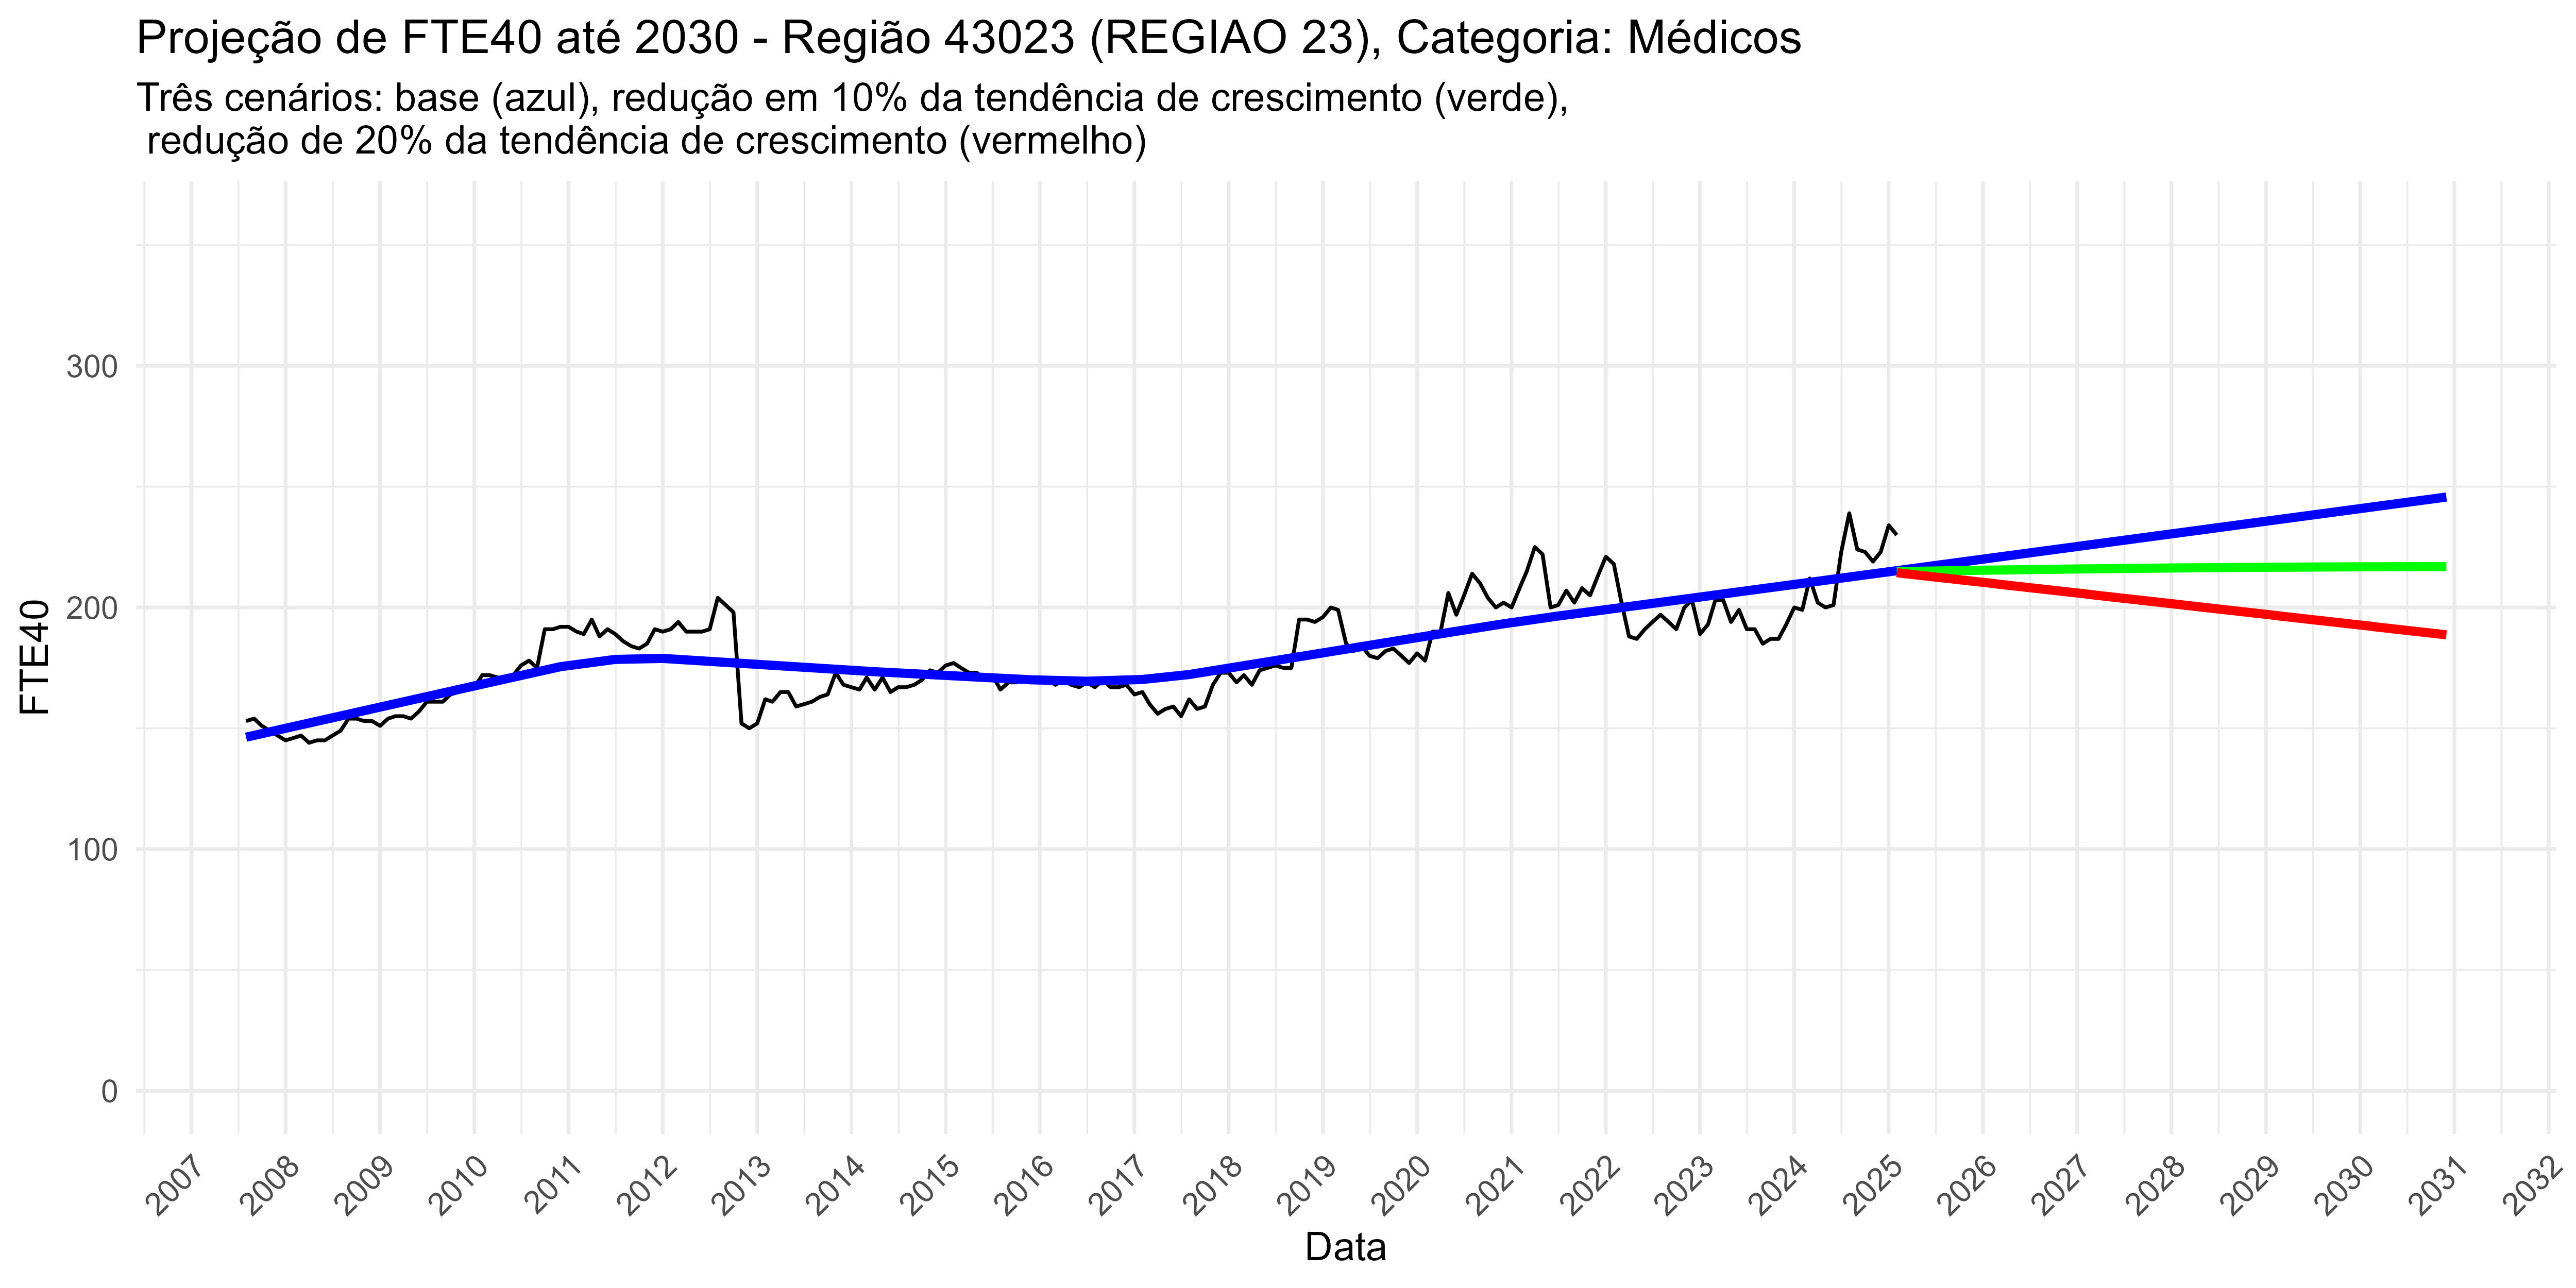 Projeção de FTE40 até 2030 - Região 43023 (REGIAO 23), Categoria: Médicos
Três cenários: base (azul), redução em 10% da tendência de crescimento (verde),
redução de 20% da tendência de crescimento (vermelho)
FTE40
300
200
100
0
2007 2008 2009 2010 2011 2012 2013 2014 2015 2016 2017 2018 2019 2020 2021 2022 2023 2024 2025 2026 2027 2028 2029 2030 2031 2032
Data